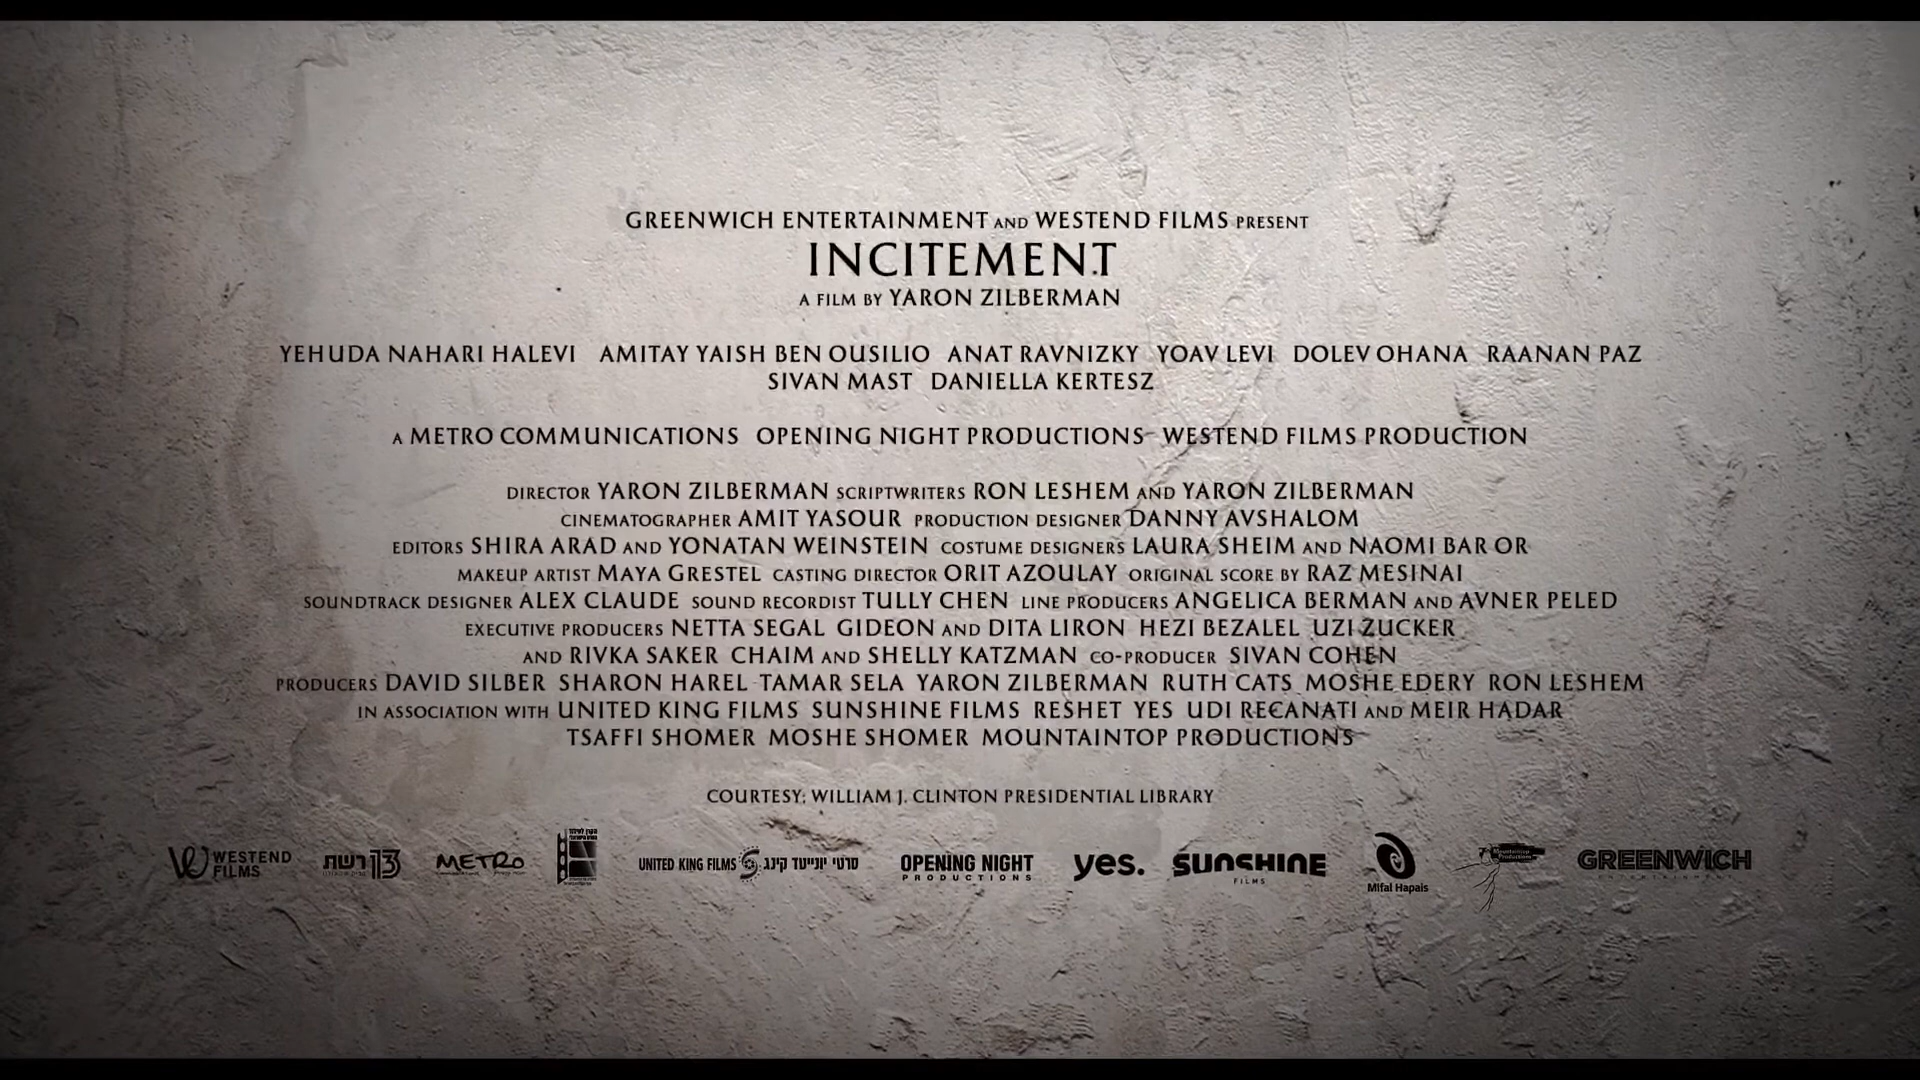 GREENWICH ENTERTAINMENT AND WESTEND FILMS PRESENT
INCITEMENT
A FILM BY YARON ZILBERMAN
YEHUDA NAHARI HALEVI AMITAY YAISH BEN OUSILIO ANAT RAVNIZKY YOAV LEVI DOLEV OHANA RAANAN PAZ
SIVAN MAST DANIELLA KERTESZ
A METRO COMMUNICATIONS OPENING NIGHT PRODUCTIONS WESTEND FILMS PRODUCTION
DIRECTOR YARON ZILBERMAN SCRIPTWRITERS RON LESHEM AND YARON ZILBERMAN
CINEMATOGRAPHER AMIT YASOUR PRODUCTION DESIGNER DANNY AVSHALOM
EDITORS SHIRA ARAD AND YONATAN WEINSTEIN COSTUME DESIGNERS LAURA SHEIM AND NAOMI BAR OR
MAKEUP ARTIST MAYA GRESTEL CASTING DIRECTOR ORIT AZOULAY ORIGINAL SCORE BY RAZ MESINAI
SOUNDTRACK DESIGNER ALEX CLAUDE SOUND RECORDIST TULLY CHEN LINE PRODUCERS ANGELICA BERMAN AND AVNER PELED
EXECUTIVE PRODUCERS NETTA SEGAL GIDEON AND DITA LIRON HEZI BEZALEL UZI ZUCKER
AND RIVKA SAKER CHAIM AND SHELLY KATZMAN CO-PRODUCER SIVAN COHEN
PRODUCERS DAVID SILBER SHARON HAREL TAMAR SELA YARON ZILBERMAN RUTH CATS MOSHE EDERY RON LESHEM
IN ASSOCIATION WITH UNITED KING FILMS SUNSHINE FILMS RESHET YES UDI RECANATI AND MEIR HADAR
TSAFFI SHOMER MOSHE SHOMER MOUNTAINTOP PRODUCTIONS
COURTESY: WILLIAM J. CLINTON PRESIDENTIAL LIBRARY
WESTEND FILMS רשת 13 METRO UNITED KING FILMS סרטי יונייטד קינג OPENING NIGHT PRODUCTIONS yes. SUNSHINE FILMS Mifal Hapais Mountaintop Productions GREENWICH ENTERTAINMENT